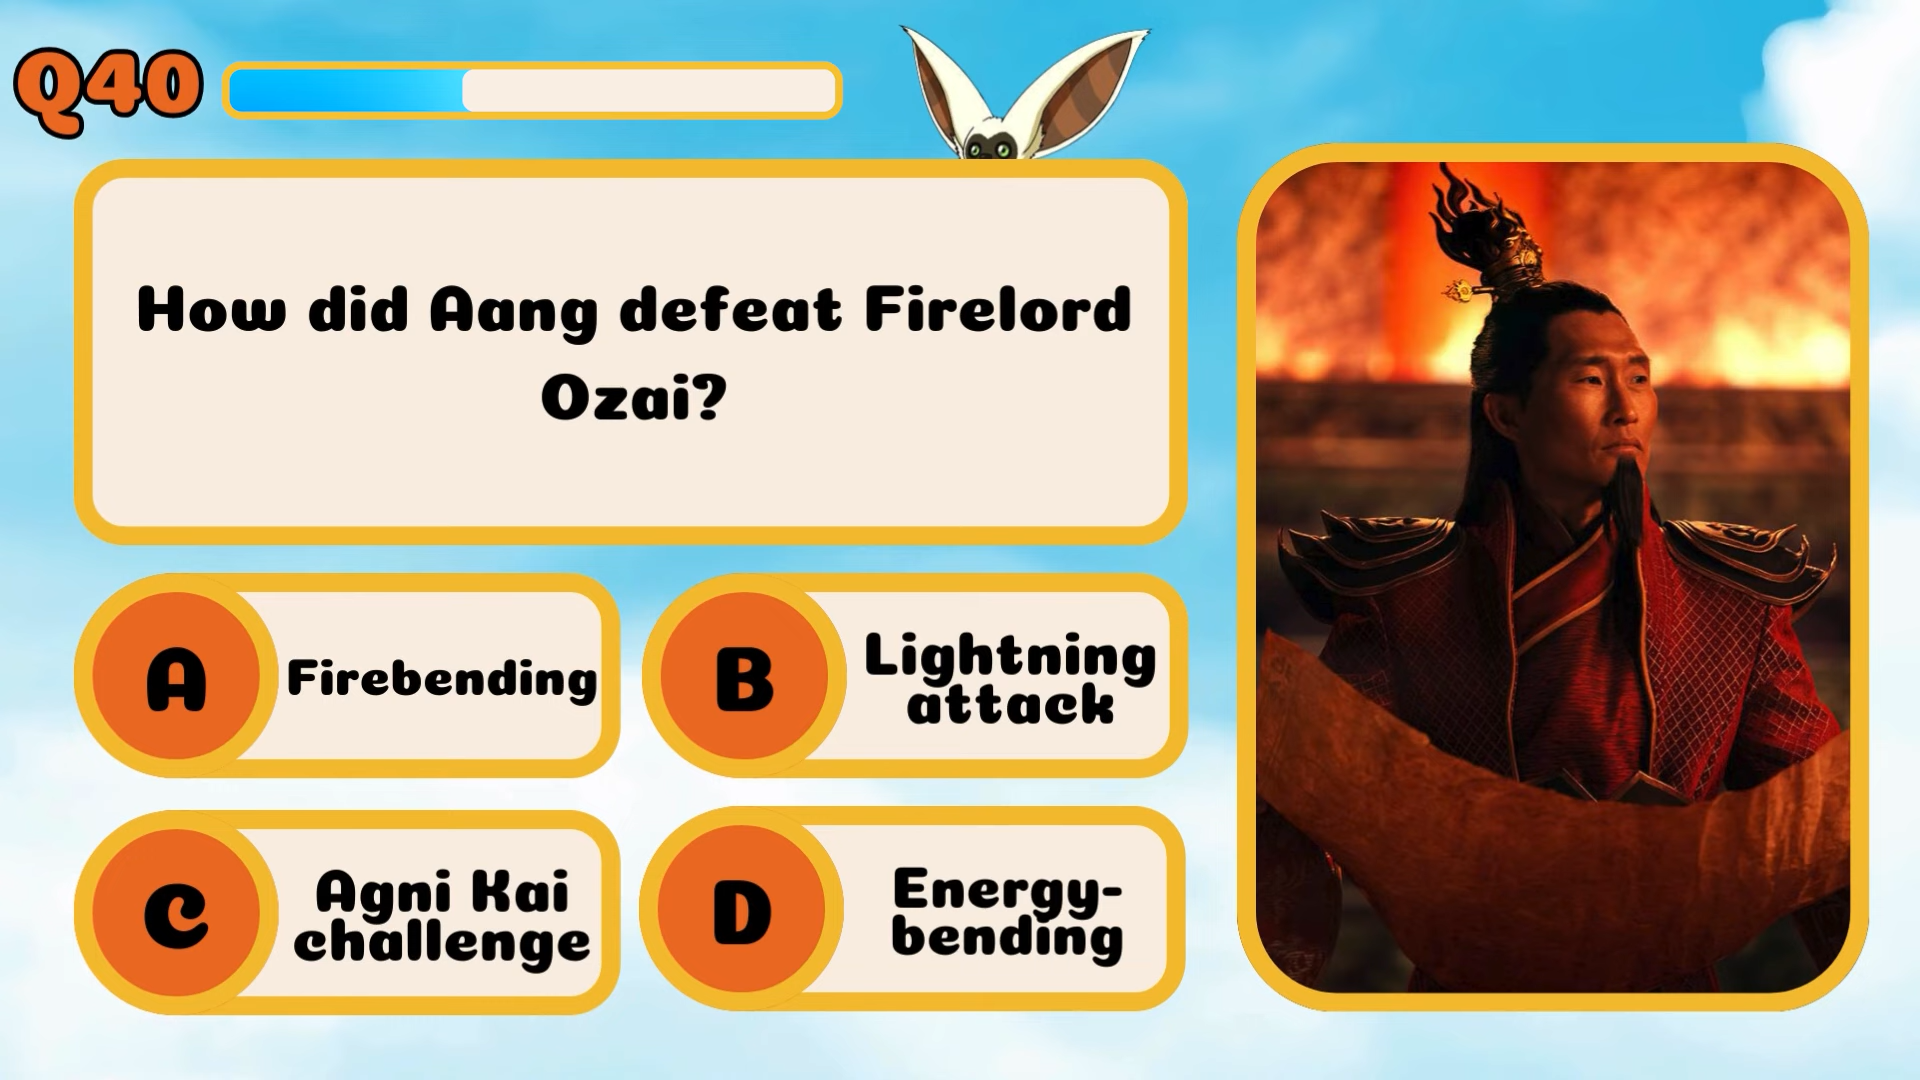 Q40
How did Aang defeat Firelord
Ozai?
A
Firebending
B
Lightning
attack
C
Agni Kai
challenge
D
Energy-
bending